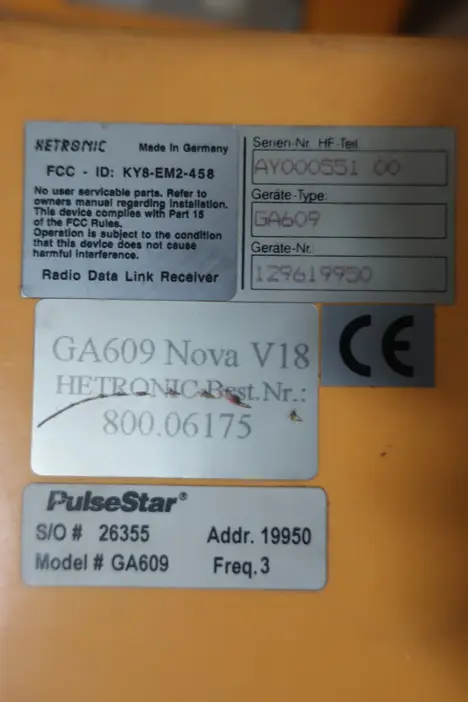 HETRONIC Made in Germany
FCC - ID: KY8-EM2-458
No user servicable parts. Refer to
owners manual regarding installation.
This device complies with Part 15
of the FCC Rules.
Operation is subject to the condition
that this device does not cause
harmful interference.
Radio Data Link Receiver
Serien-Nr. HF-Teil
AY000551 00
Geräte-Type:
GA609
Geräte-Nr.
129619950
GA609 Nova V18
HETRONIC-Best.Nr.:
800.06175
CE
PulseStar®
S/O # 26355 Addr. 19950
Model # GA609 Freq. 3